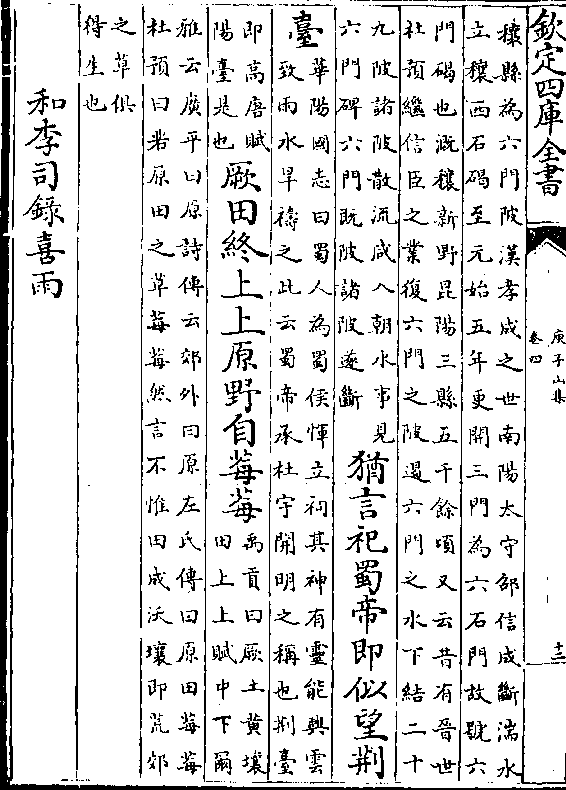 欽定四庫全書
庾子山集
卷四
十二
穰縣為六門陂漢孝成之世南陽太守邵信成斷湍水
立穰西石碣至元始五年更開三門為六石門故號六
門碣也溉穰新野昆陽三縣五千餘項又云昔有晉世
社預繼信臣之業復六門之陂遏六門之水下結二十
九陂諸陂散流咸入朝水事見
六門碑六門既陂諸陂遂斷
猶言祀蜀帝即似望荆
臺
華陽國志曰蜀人為蜀侯惲立祠其神有靈能興雲
致雨水旱禱之此云蜀帝承杜宇開明之稱也荆臺
即高唐賦
陽臺是也
厥田終上上原野自莓莓
禹貢曰厥土黄壤
田上上賦中下爾
雅云廣平曰原詩傳云郊外曰原左氏傳曰原田莓莓
杜預曰若原田之草莓莓然言不惟田成沃壤即荒郊
之草俱
得生也
和李司録喜雨